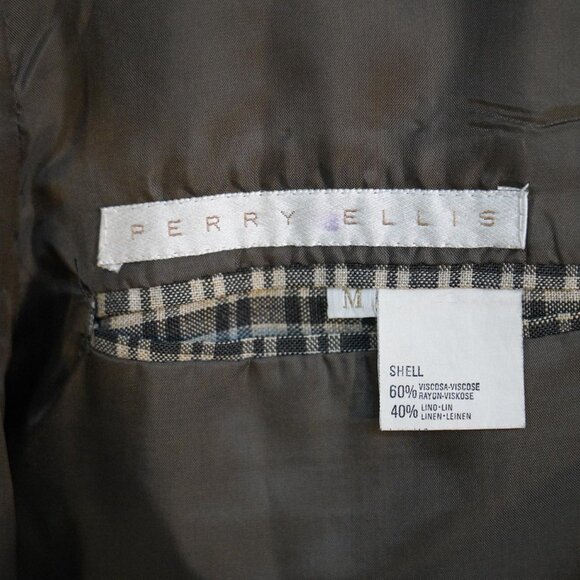 PERRY ELLIS
M
SHELL
60% VISCOSA-VISCOSE
RAYON-VISKOSE
40% LINO-LIN
LINEN-LEINEN